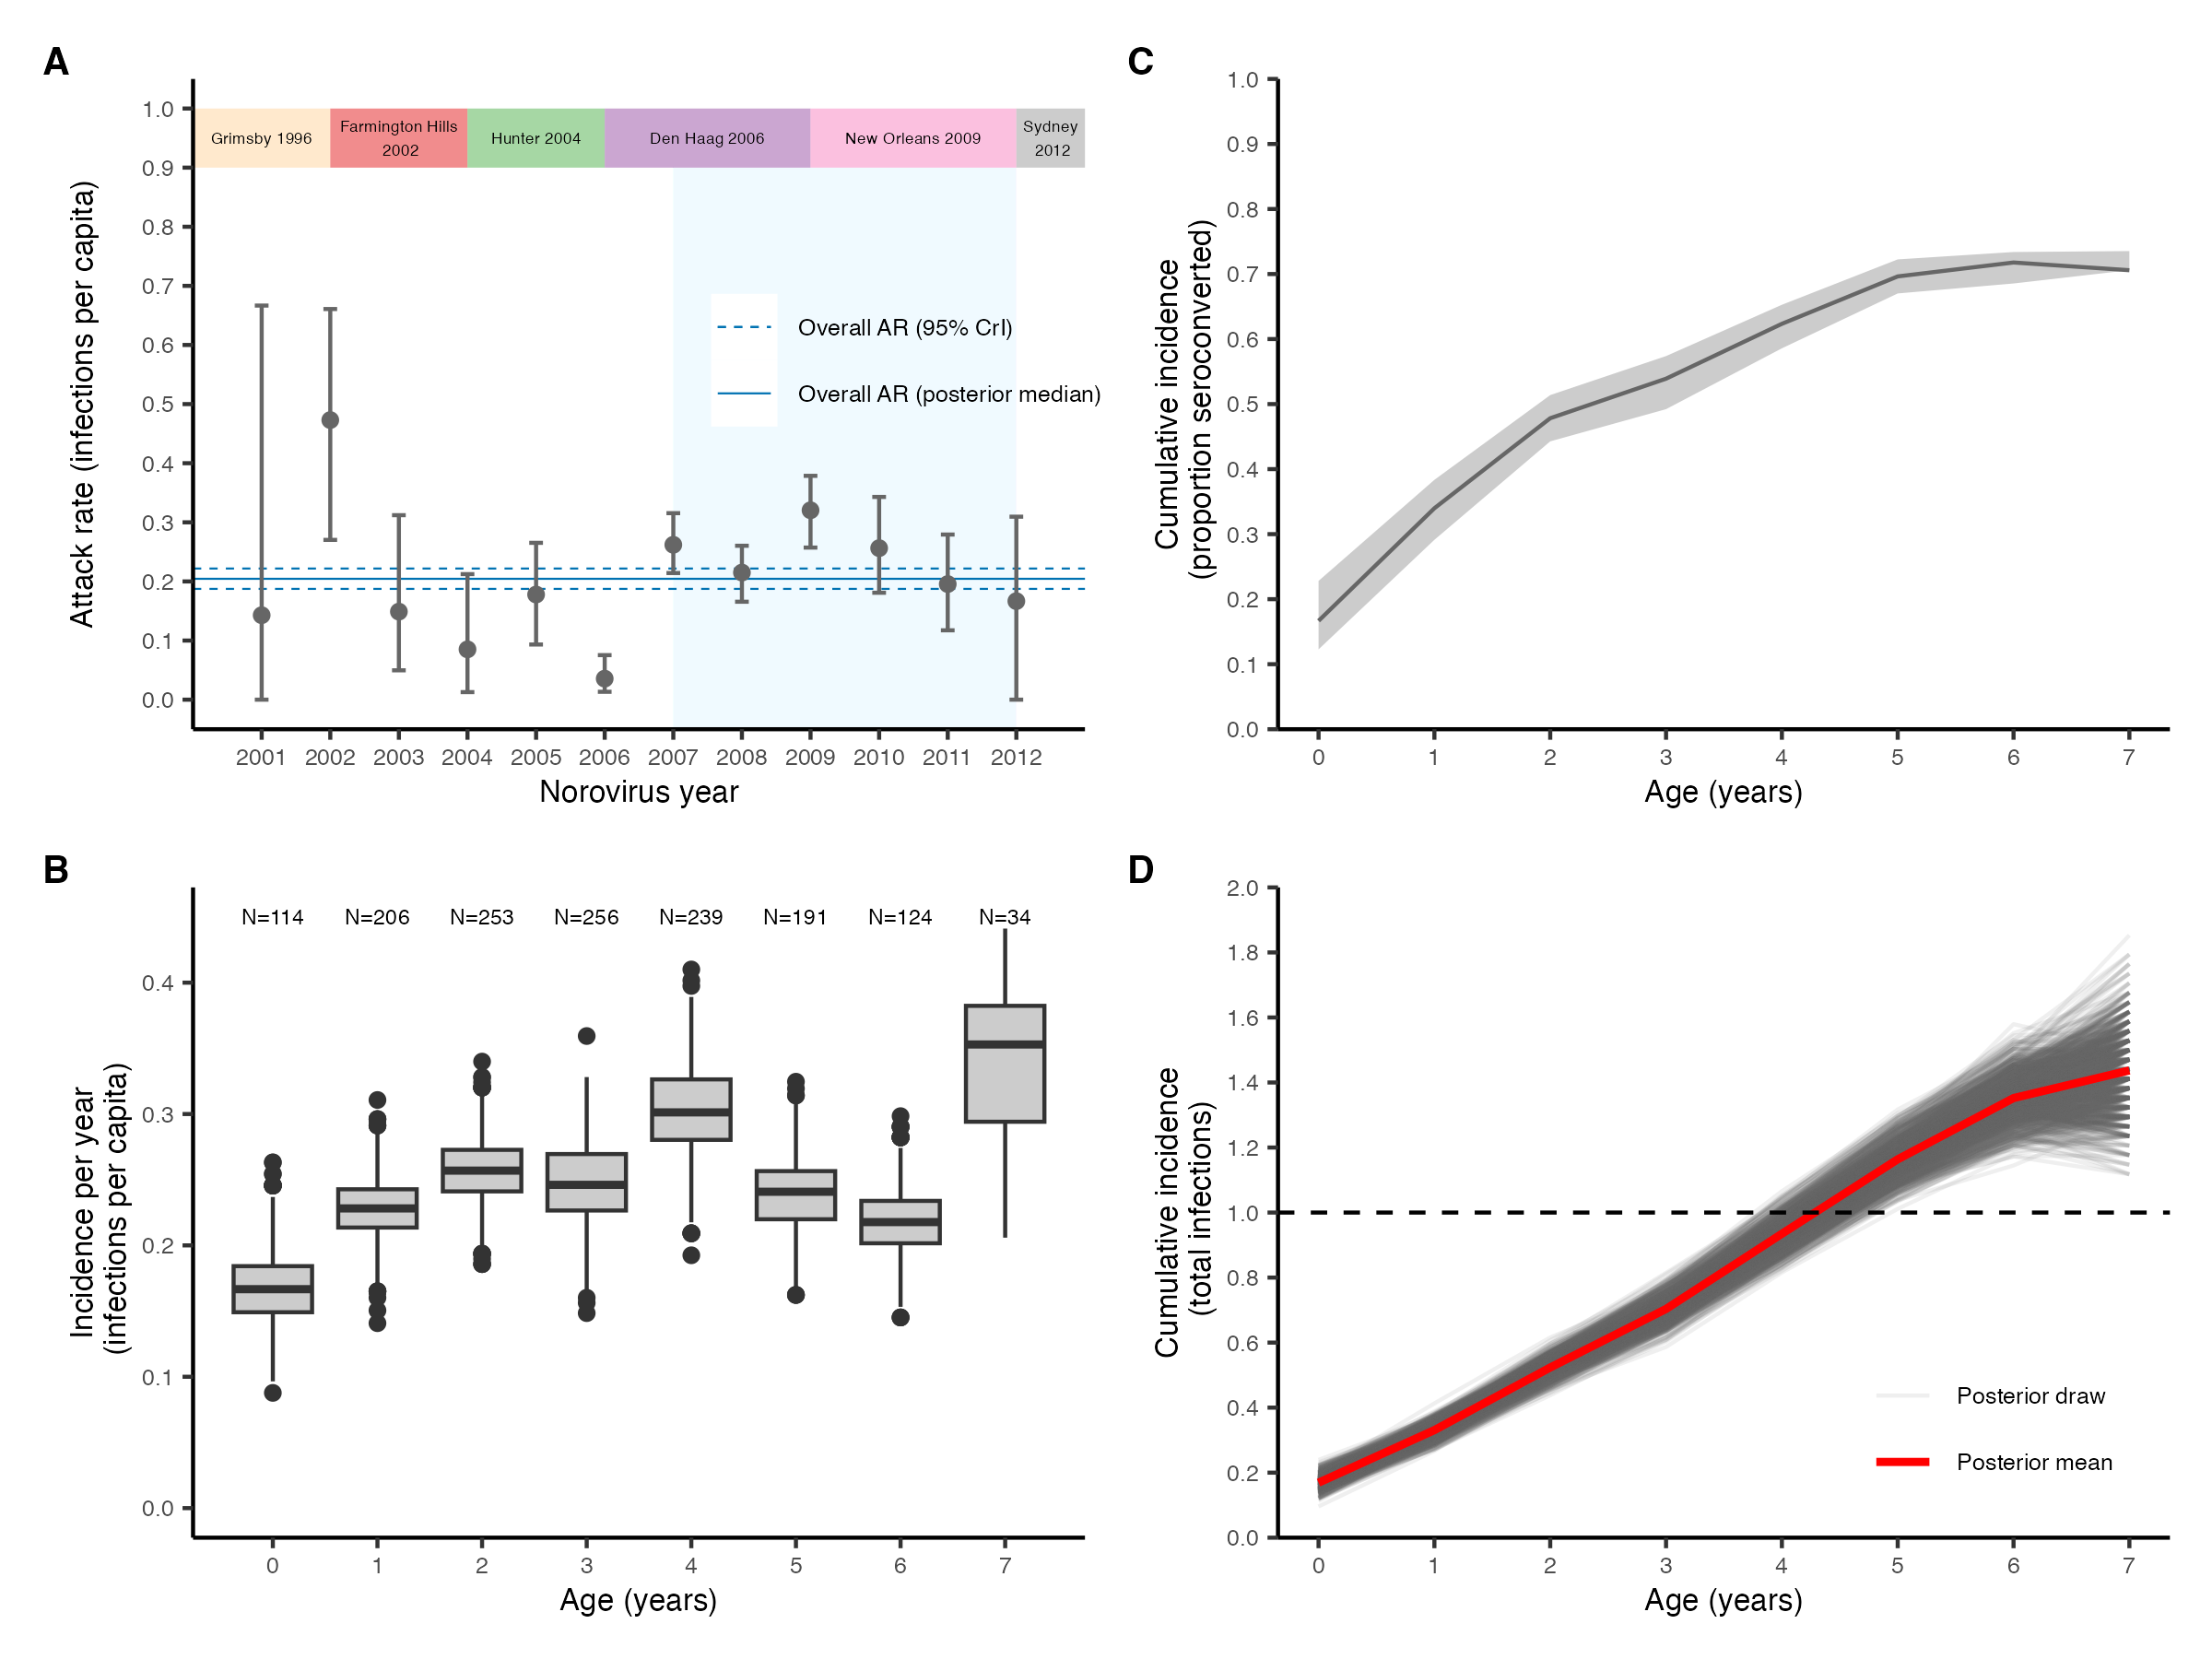 A
Attack rate (infections per capita)
1.0
0.9
0.8
0.7
0.6
0.5
0.4
0.3
0.2
0.1
0.0
Grimsby 1996
Farmington Hills
2002
Hunter 2004
Den Haag 2006
New Orleans 2009
Sydney
2012
Overall AR (95% CrI)
Overall AR (posterior median)
2001 2002 2003 2004 2005 2006 2007 2008 2009 2010 2011 2012
Norovirus year
C
Cumulative incidence
(proportion seroconverted)
1.0
0.9
0.8
0.7
0.6
0.5
0.4
0.3
0.2
0.1
0.0
0 1 2 3 4 5 6 7
Age (years)
B
Incidence per year
(infections per capita)
N=114 N=206 N=253 N=256 N=239 N=191 N=124 N=34
0.4
0.3
0.2
0.1
0.0
0 1 2 3 4 5 6 7
Age (years)
D
Cumulative incidence
(total infections)
2.0
1.8
1.6
1.4
1.2
1.0
0.8
0.6
0.4
0.2
0.0
Posterior draw
Posterior mean
0 1 2 3 4 5 6 7
Age (years)